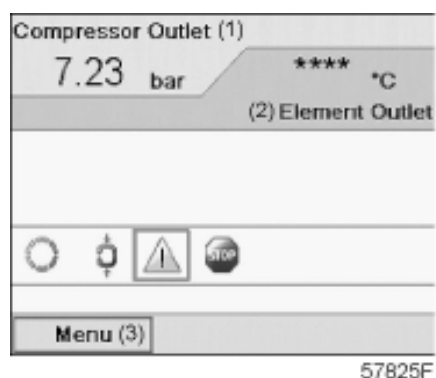 Compressor Outlet (1)
7.23 bar **** °C
(2) Element Outlet
STOP
Menu (3)
57825F